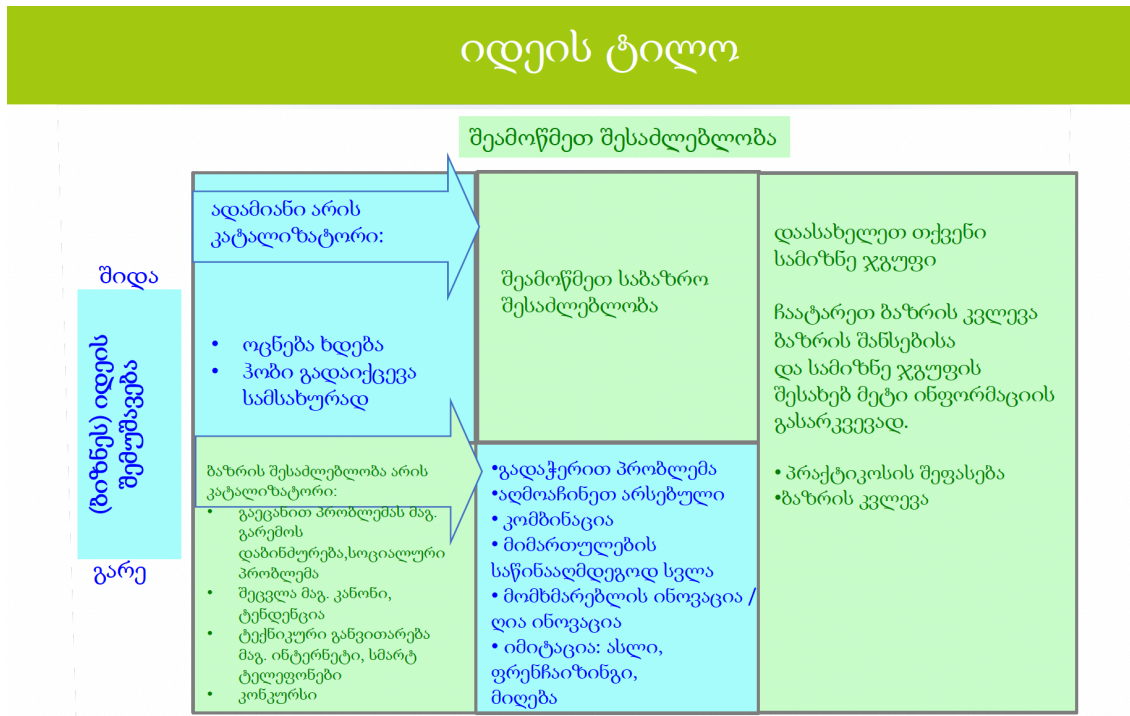 იდეის ტილო
შეამოწმეთ შესაძლებლობა
შიდა
(ბიზნეს) იდეის
შემუშავება
გარე
ადამიანი არის
კატალიზატორი:
• ოცნება ხდება
• ჰობი გადაიქცევა
სამსახურად
შეამოწმეთ საბაზრო
შესაძლებლობა
დაასახელეთ თქვენი
სამიზნე ჯგუფი
ჩაატარეთ ბაზრის კვლევა
ბაზრის შანსებისა
და სამიზნე ჯგუფის
შესახებ მეტი ინფორმაციის
გასარკვევად.
• პრაქტიკოსის შეფასება
•ბაზრის კვლევა
ბაზრის შესაძლებლობა არის
კატალიზატორი:
• გაეცანით პრობლემას მაგ.
გარემოს
დაბინძურება,სოციალური
პრობლემა
• შეცვლა მაგ. კანონი,
ტენდენცია
• ტექნიკური განვითარება
მაგ. ინტერნეტი, სმარტ
ტელეფონები
• კონკურსი
•გადაჭერით პრობლემა
•აღმოაჩინეთ არსებული
• კომბინაცია
• მიმართულების
საწინააღმდეგოდ სვლა
• მომხმარებლის ინოვაცია /
ღია ინოვაცია
• იმიტაცია: ასლი,
ფრენჩაიზინგი,
მიღება